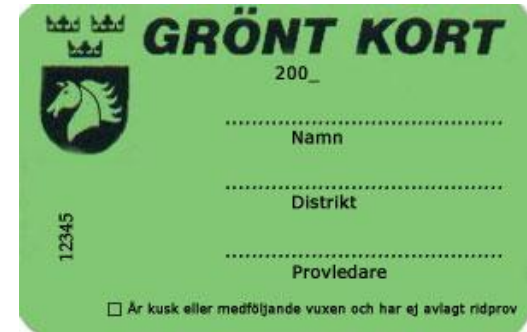 GRÖNT KORT
200_
Namn
Distrikt
12345
Provledare
Är kusk eller medföljande vuxen och har ej avlagt ridprov